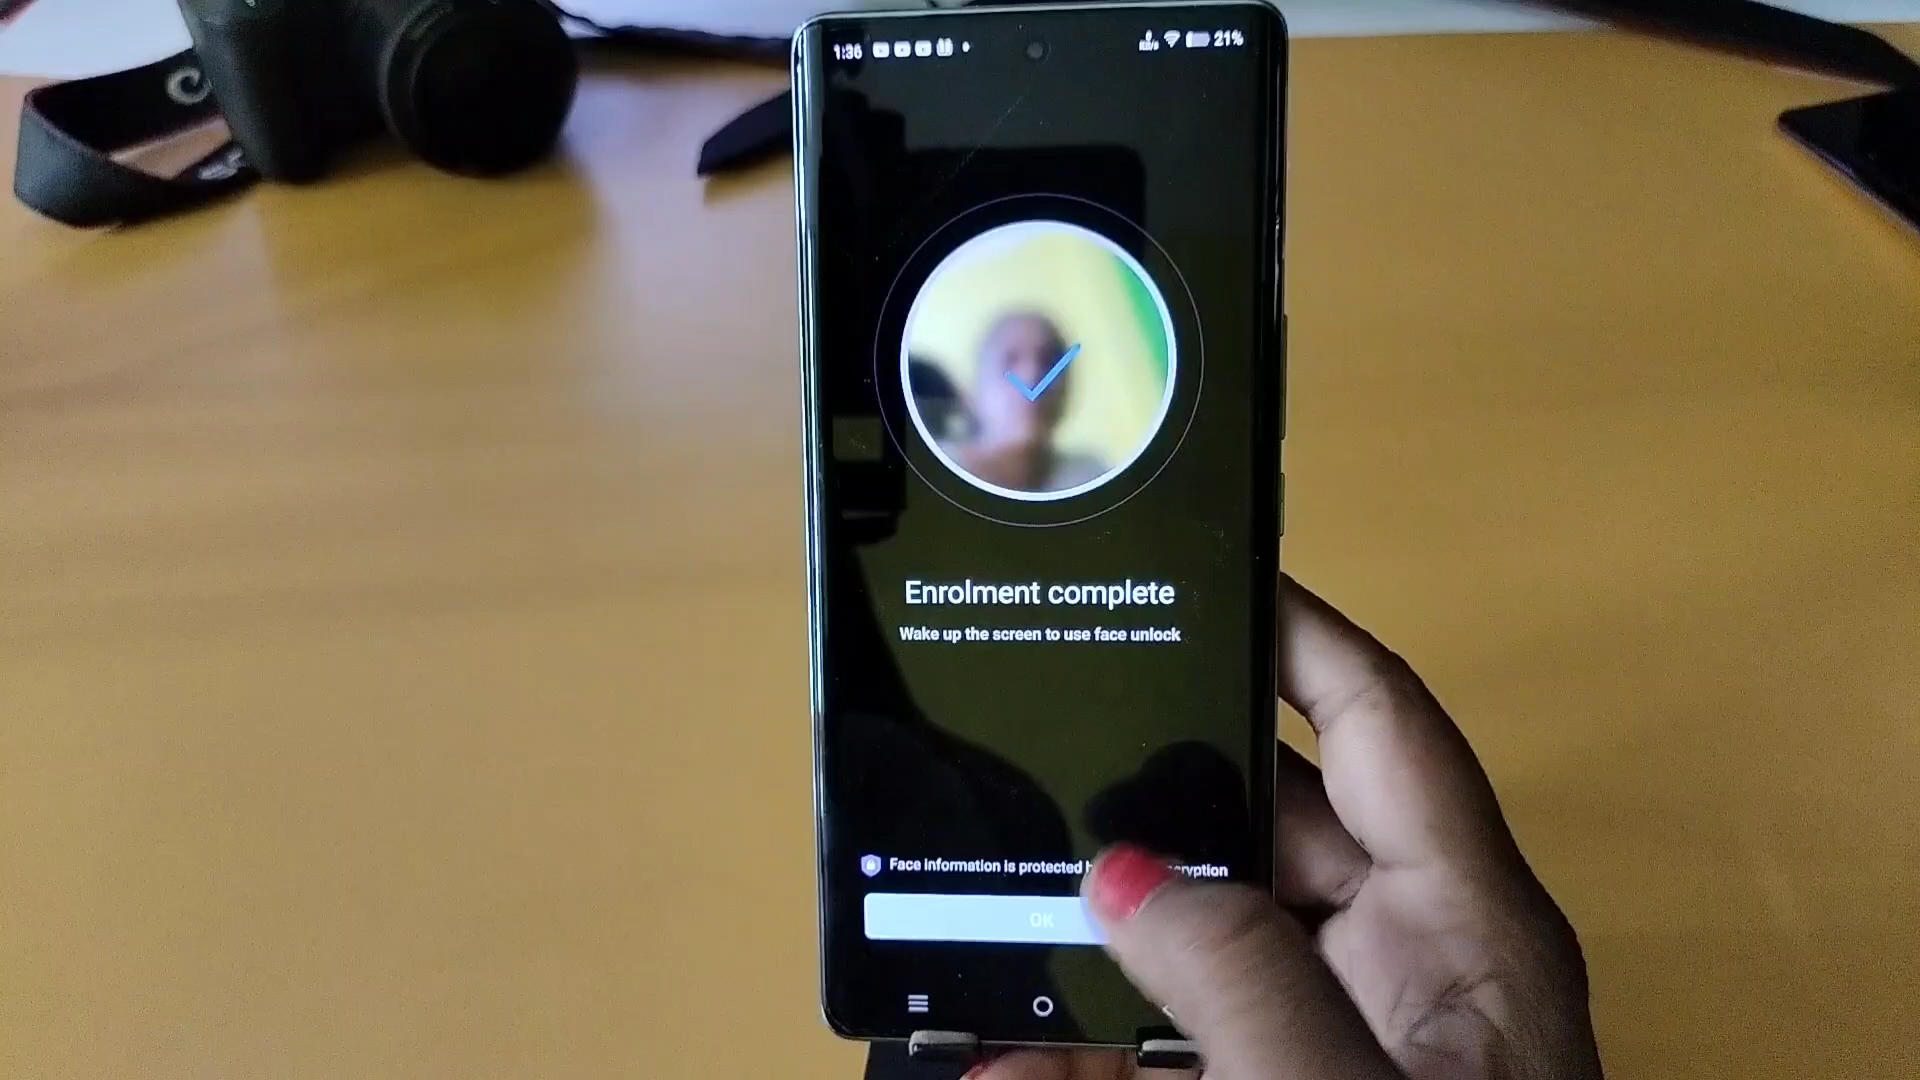 1:36
21%
Enrolment complete
Wake up the screen to use face unlock
Face information is protected
OK